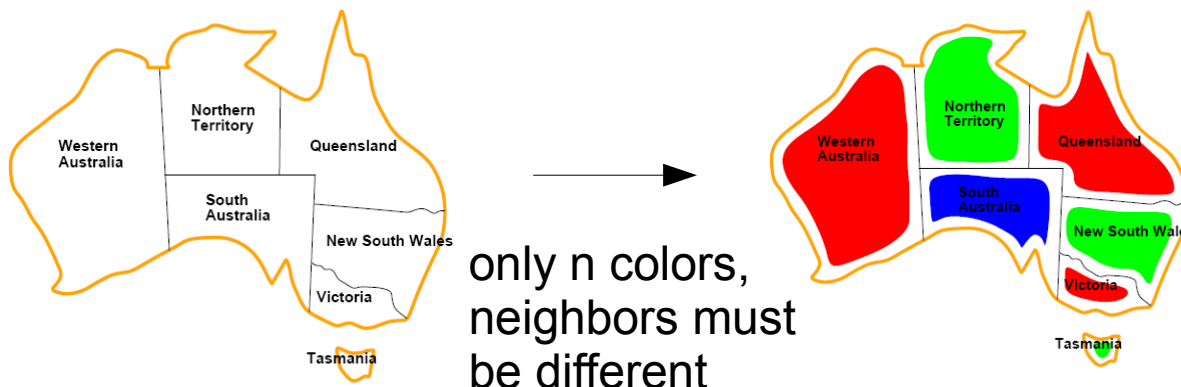 Northern
Territory
Western
Australia
Queensland
South
Australia
New South Wales
Victoria
Tasmania
only n colors,
neighbors must
be different
Northern
Territory
Western
Australia
Queensland
South
Australia
New South Wal
Victoria
Tasmania